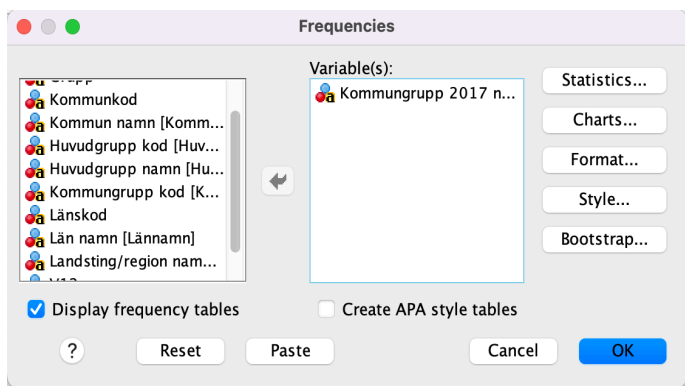 Frequencies
Variable(s):
Kommunkod
Kommun namn [Komm...
Huvudgrupp kod [Huv...
Huvudgrupp namn [Hu...
Kommungrupp kod [K...
Länskod
Län namn [Lännamn]
Landsting/region nam...
Kommungrupp 2017 n...
Statistics...
Charts...
Format...
Style...
Bootstrap...
Display frequency tables
Create APA style tables
?
Reset
Paste
Cancel
OK